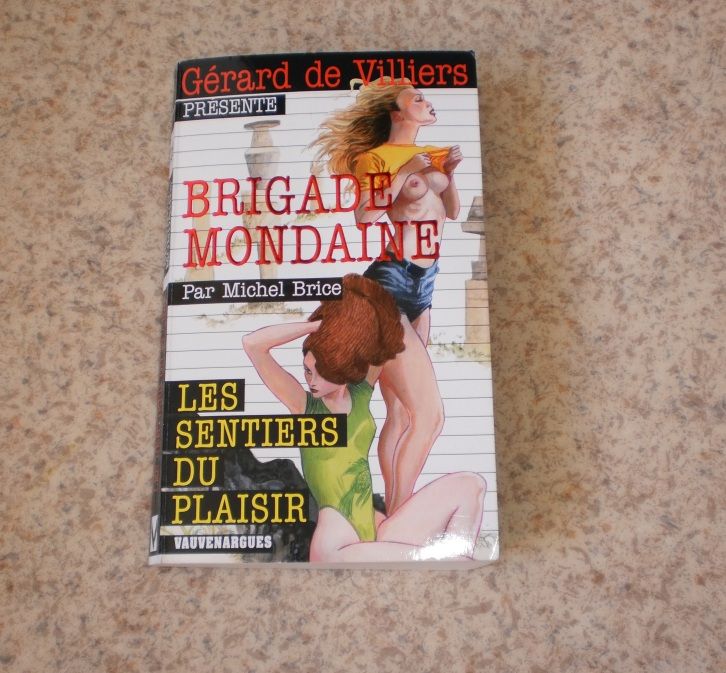 Gérard de Villiers
PRÉSENTE
BRIGADE
MONDAINE
Par Michel Brice
LES
SENTIERS
DU
PLAISIR
VAUVENARGUES